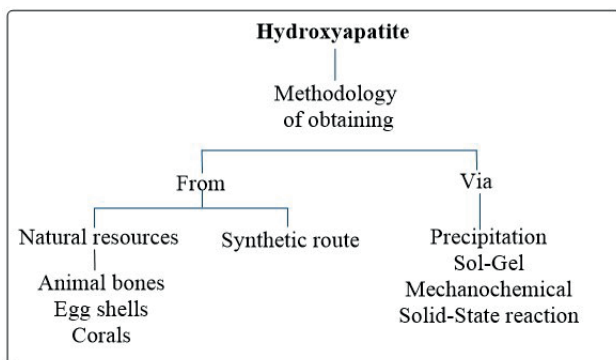 Hydroxyapatite
Methodology
of obtaining
From
Via
Natural resources
Synthetic route
Animal bones
Egg shells
Corals
Precipitation
Sol-Gel
Mechanochemical
Solid-State reaction